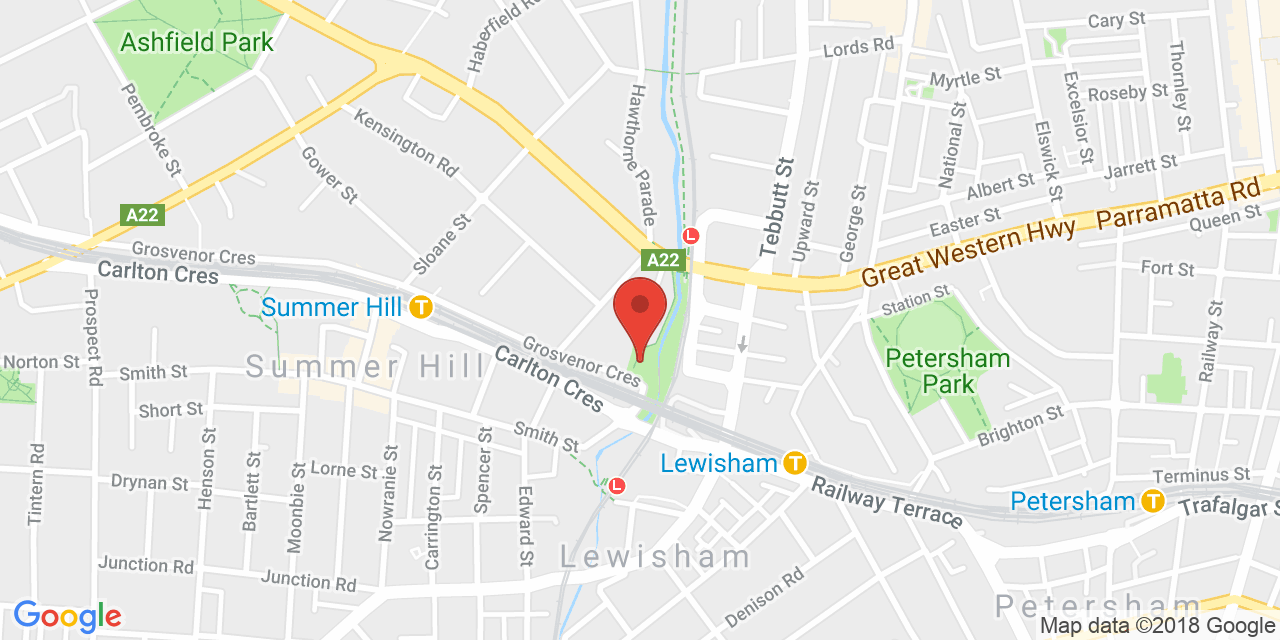 Ashfield Park
Haberfield Rd
Lords Rd
Cary St
Myrtle St
Thornley St
Roseby St
Excelsior St
Pembroke St
Kensington Rd
Hawthorne Parade
National St
Elswick St
Jarrett St
Gower St
Tebbutt St
Upward St
George St
Albert St
A22
Easter St
Parramatta Rd
Queen St
Grosvenor Cres
Sloane St
L
A22
Great Western Hwy
Carlton Cres
Fort St
Summer Hill T
Station St
Prospect Rd
Railway St
Norton St
Smith St
Summer Hill
Grosvenor Cres
Carlton Cres
Petersham
Park
Short St
Smith St
Brighton St
Henson St
Bartlett St
Moonbie St
Lorne St
Nowranie St
Spencer St
Lewisham T
Tintern Rd
Drynan St
Carrington St
Edward St
L
Railway Terrace
Terminus St
Petersham T
Trafalgar S
Junction Rd
Junction Rd
Lewisham
Denison Rd
Petersham
Google
Map data ©2018 Google